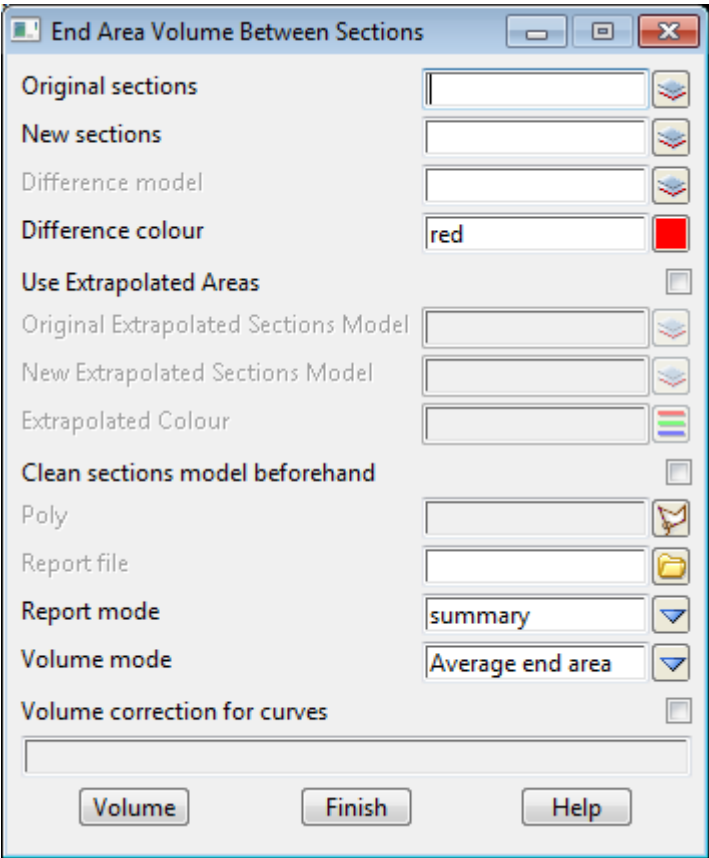 End Area Volume Between Sections
Original sections
New sections
Difference model
Difference colour red
Use Extrapolated Areas
Original Extrapolated Sections Model
New Extrapolated Sections Model
Extrapolated Colour
Clean sections model beforehand
Poly
Report file
Report mode summary
Volume mode Average end area
Volume correction for curves
Volume Finish Help